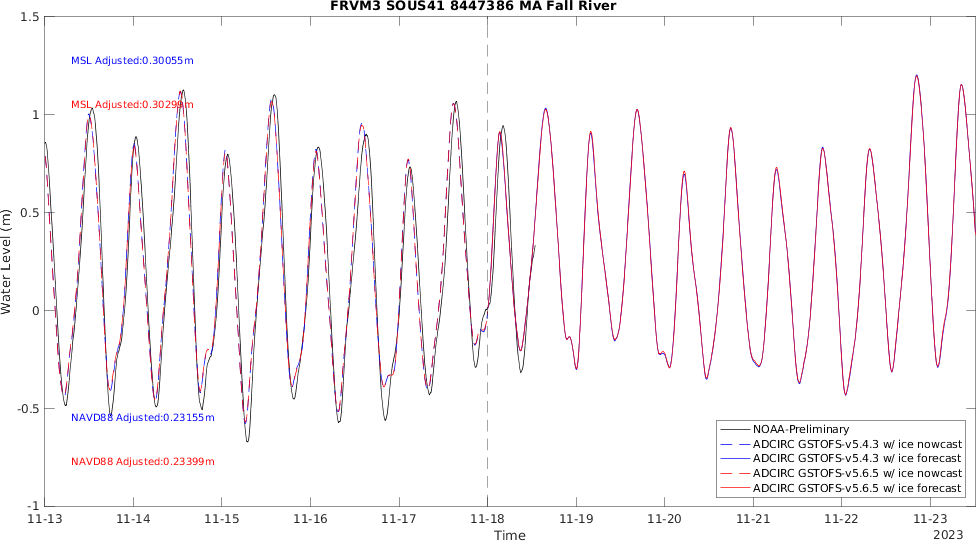 FRVM3 SOUS41 8447386 MA Fall River
1.5
1
0.5
0
-0.5
-1
Water Level (m)
MSL Adjusted:0.30055m
MSL Adjusted:0.30299m
NAVD88 Adjusted:0.23155m
NAVD88 Adjusted:0.23399m
NOAA-Preliminary
ADCIRC GSTOFS-v5.4.3 w/ ice nowcast
ADCIRC GSTOFS-v5.4.3 w/ ice forecast
ADCIRC GSTOFS-v5.6.5 w/ ice nowcast
ADCIRC GSTOFS-v5.6.5 w/ ice forecast
11-13 11-14 11-15 11-16 11-17 11-18 11-19 11-20 11-21 11-22 11-23
Time
2023